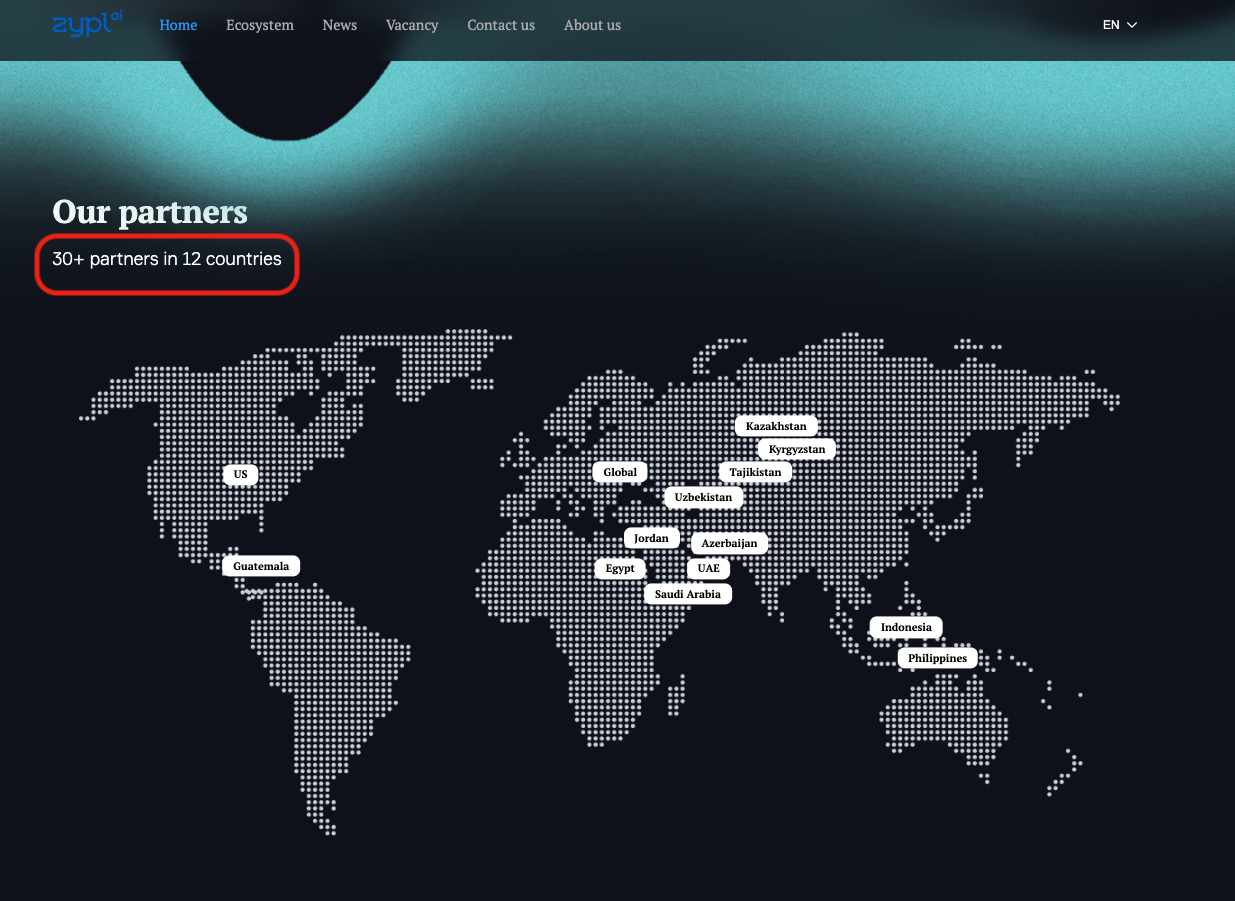 zypl ai
Home Ecosystem News Vacancy Contact us About us EN
Our partners
30+ partners in 12 countries
Kazakhstan
Kyrgyzstan
US
Global
Tajikistan
Uzbekistan
Jordan
Azerbaijan
Guatemala
Egypt
UAE
Saudi Arabia
Indonesia
Philippines